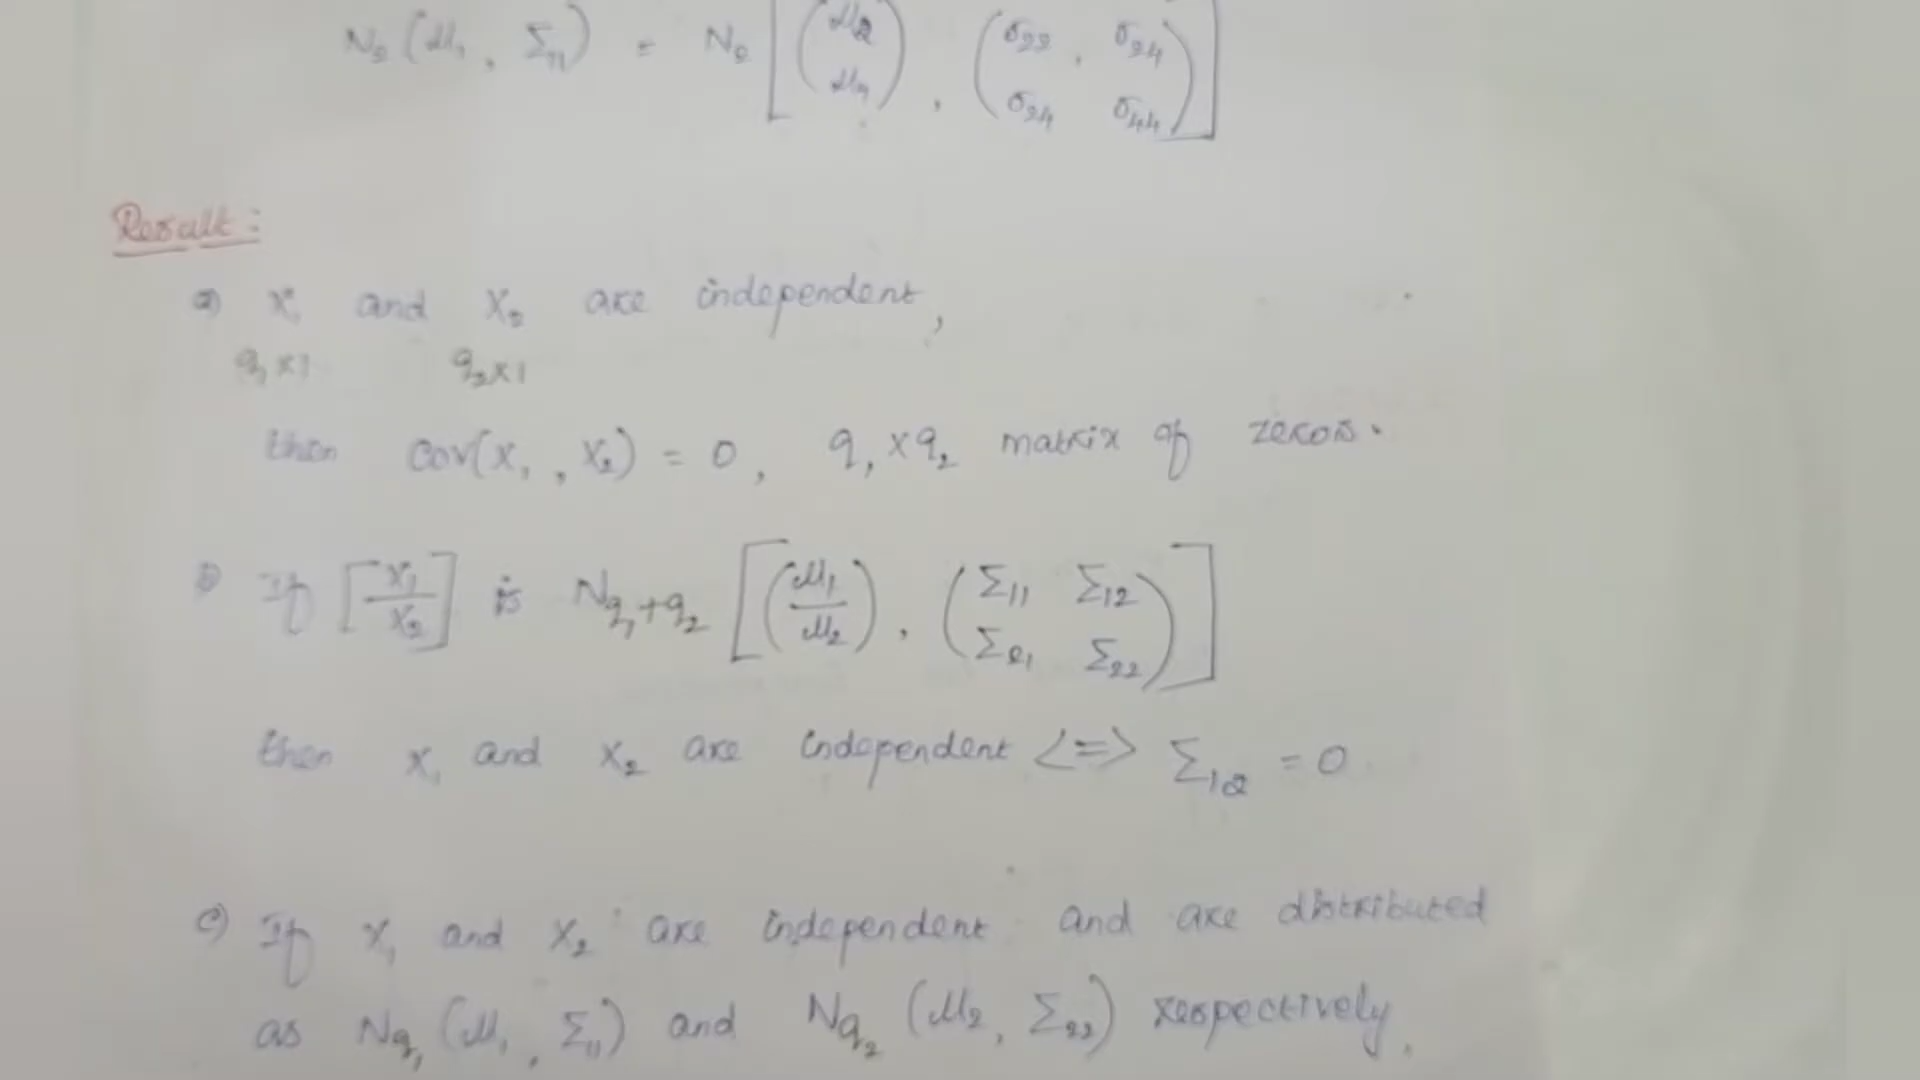 N₂ (μ₁, Σ₁₁) = N₂ [ (μ₂ μ₄), (σ₂₂, σ₂₄ σ₂₄ σ₄₄) ]
Result:
a) X₁ and X₂ are independent,
q₁×1 q₂×1
then cov(X₁, X₂) = 0, q₁×q₂ matrix of zeros.
b) If [X₁/X₂] is N_{q₁+q₂} [ (μ₁/μ₂), (Σ₁₁ Σ₁₂ Σ₂₁ Σ₂₂) ]
then X₁ and X₂ are independent <=> Σ₁₂ = 0
c) If X₁ and X₂ are independent and are distributed
as N_{q₁} (μ₁, Σ₁₁) and N_{q₂} (μ₂, Σ₂₂) respectively,